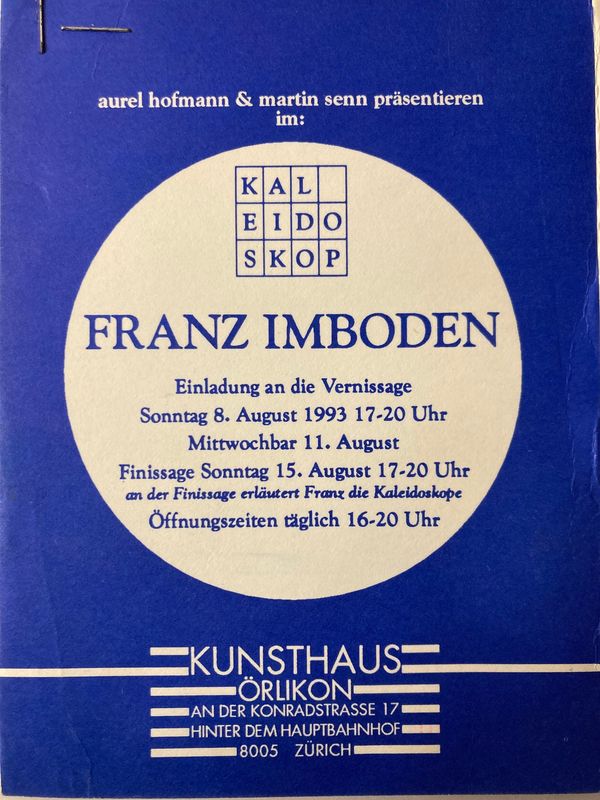 aurel hofmann & martin senn präsentieren
im:
KAL
EIDO
SKOP
FRANZ IMBODEN
Einladung an die Vernissage
Sonntag 8. August 1993 17-20 Uhr
Mittwochbar 11. August
Finissage Sonntag 15. August 17-20 Uhr
an der Finissage erläutert Franz die Kaleidoskope
Öffnungszeiten täglich 16-20 Uhr
KUNSTHAUS
ÖRLIKON
AN DER KONRADSTRASSE 17
HINTER DEM HAUPTBAHNHOF
8005 ZÜRICH